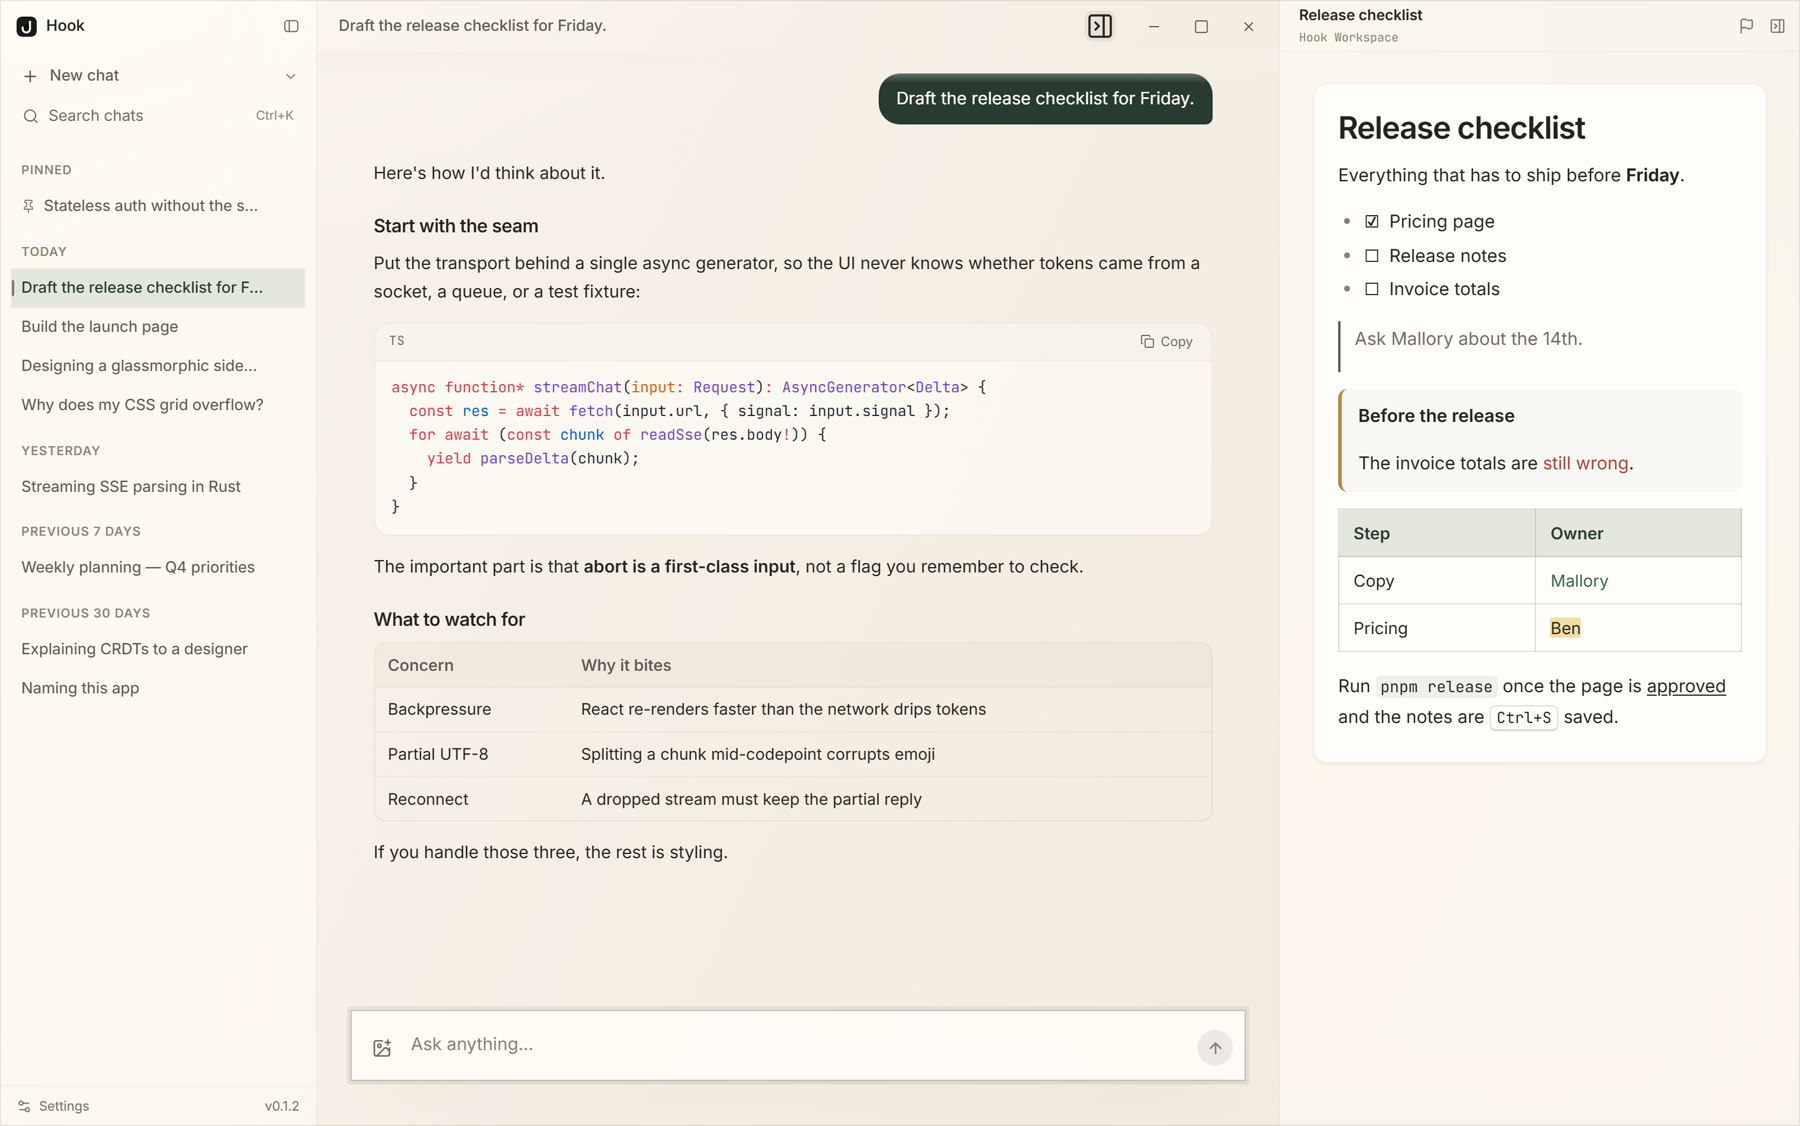 Hook
New chat
Search chats Ctrl+K
PINNED
Stateless auth without the s...
TODAY
Draft the release checklist for F...
Build the launch page
Designing a glassmorphic side...
Why does my CSS grid overflow?
YESTERDAY
Streaming SSE parsing in Rust
PREVIOUS 7 DAYS
Weekly planning — Q4 priorities
PREVIOUS 30 DAYS
Explaining CRDTs to a designer
Naming this app
Settings v0.1.2
Draft the release checklist for Friday.
Draft the release checklist for Friday.
Here's how I'd think about it.
Start with the seam
Put the transport behind a single async generator, so the UI never knows whether tokens came from a
socket, a queue, or a test fixture:
TS Copy
async function* streamChat(input: Request): AsyncGenerator<Delta> {
  const res = await fetch(input.url, { signal: input.signal });
  for await (const chunk of readSse(res.body!)) {
    yield parseDelta(chunk);
  }
}
The important part is that abort is a first-class input, not a flag you remember to check.
What to watch for
Concern Why it bites
Backpressure React re-renders faster than the network drips tokens
Partial UTF-8 Splitting a chunk mid-codepoint corrupts emoji
Reconnect A dropped stream must keep the partial reply
If you handle those three, the rest is styling.
Ask anything...
Release checklist
Hook Workspace
Release checklist
Everything that has to ship before Friday.
• ☑ Pricing page
• ☐ Release notes
• ☐ Invoice totals
Ask Mallory about the 14th.
Before the release
The invoice totals are still wrong.
Step Owner
Copy Mallory
Pricing Ben
Run pnpm release once the page is approved
and the notes are Ctrl+S saved.